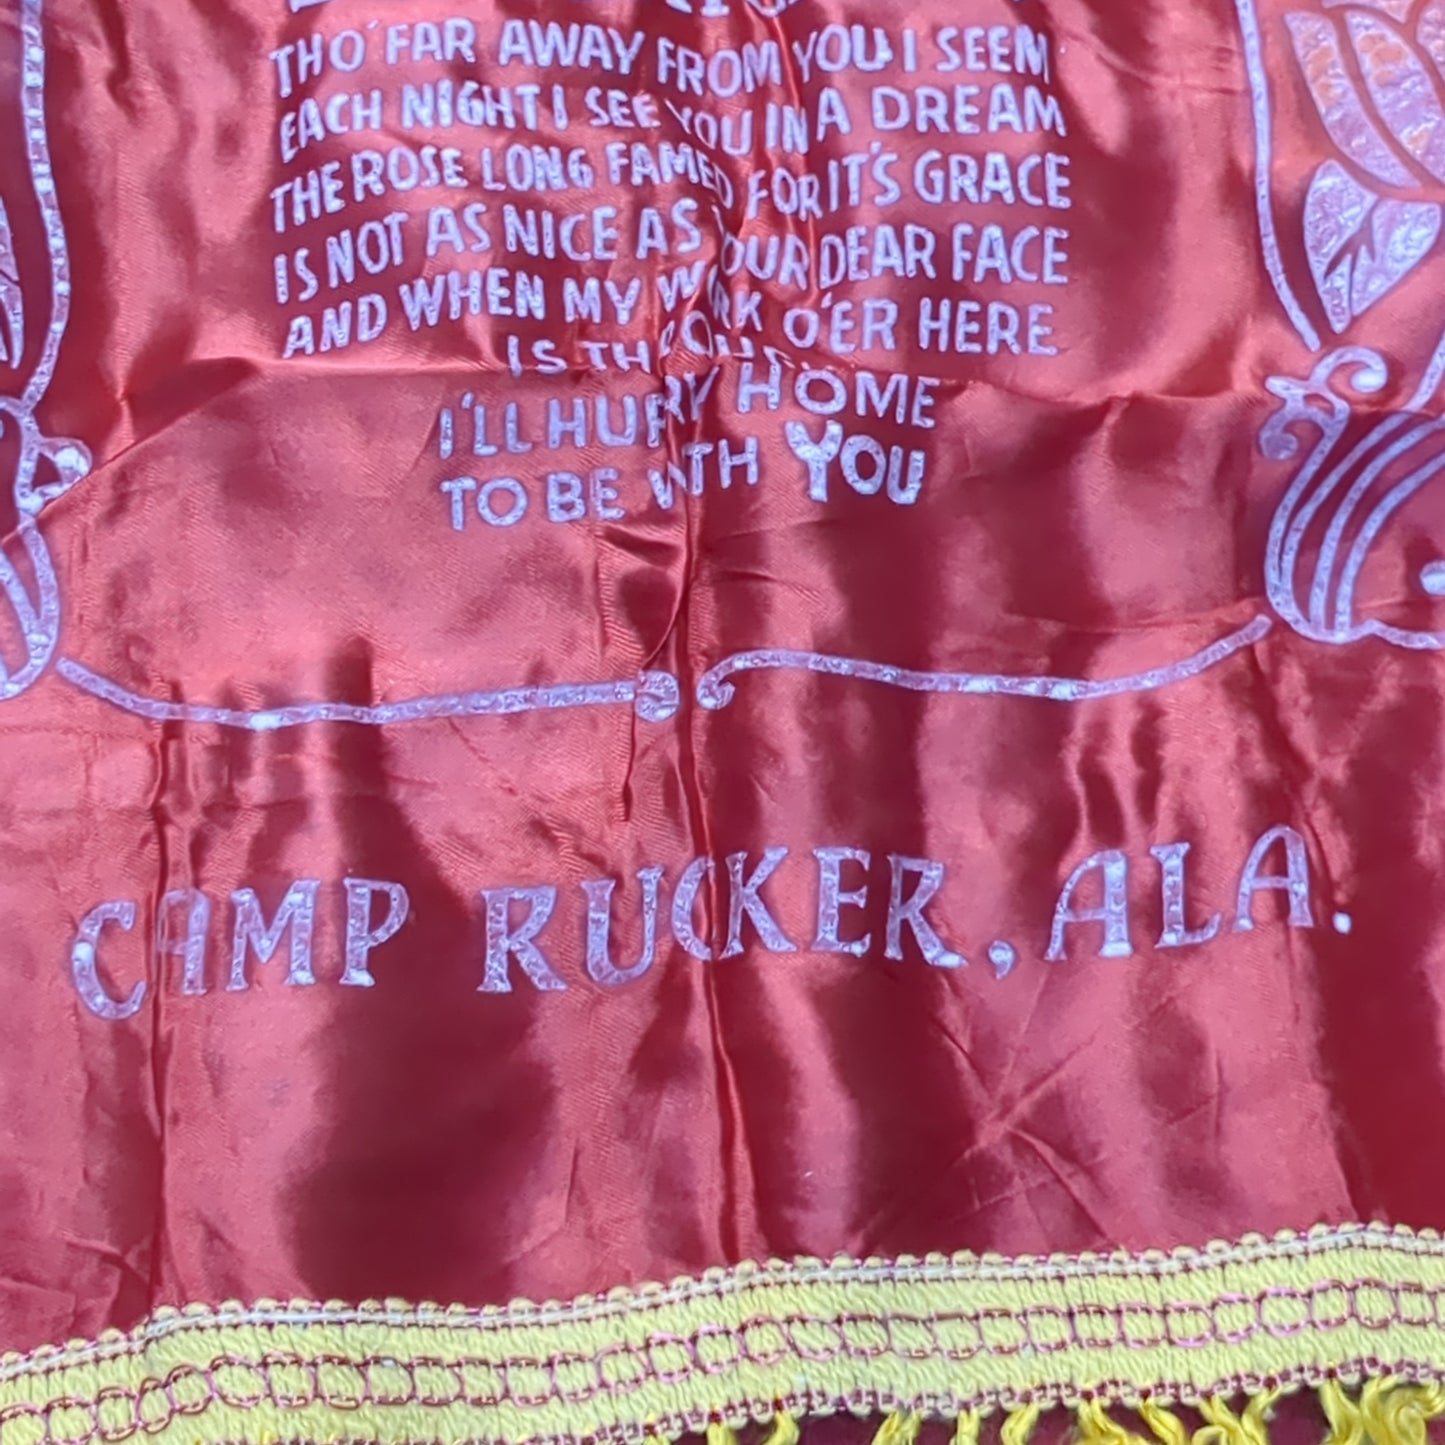 THO' FAR AWAY FROM YOU I SEEM
EACH NIGHT I SEE YOU IN A DREAM
THE ROSE LONG FAMED FOR IT'S GRACE
IS NOT AS NICE AS YOUR DEAR FACE
AND WHEN MY WORK O'ER HERE
IS THROUGH
I'LL HURRY HOME
TO BE WITH YOU
CAMP RUCKER, ALA.